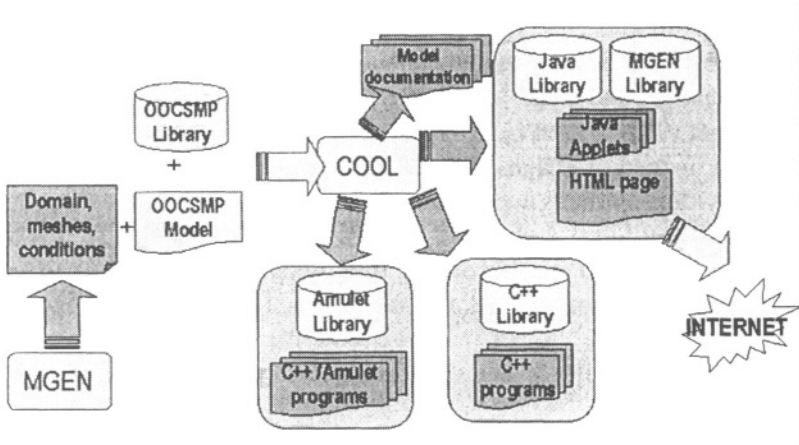 Model
documentation
Java
Library
MGEN
Library
OOCSMP
Library
+
COOL
Java
Applets
HTML page
Domain,
meshes,
conditions
+
OOCSMP
Model
Amulet
Library
C++
Library
INTERNET
MGEN
C++ /Amulet
programs
C++
programs